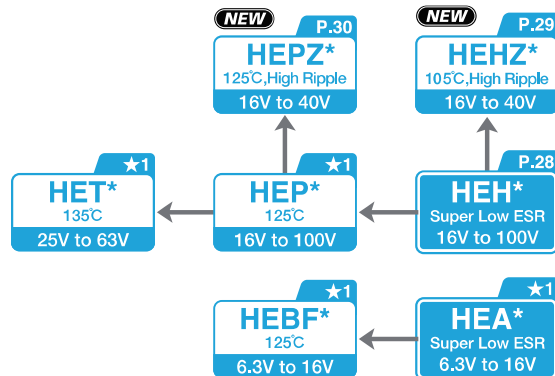 NEW
P.30
HEPZ*
125℃,High Ripple
16V to 40V
NEW
P.29
HEHZ*
105℃,High Ripple
16V to 40V
★1
HET*
135℃
25V to 63V
★1
HEP*
125℃
16V to 100V
P.28
HEH*
Super Low ESR
16V to 100V
★1
HEBF*
125℃
6.3V to 16V
★1
HEA*
Super Low ESR
6.3V to 16V